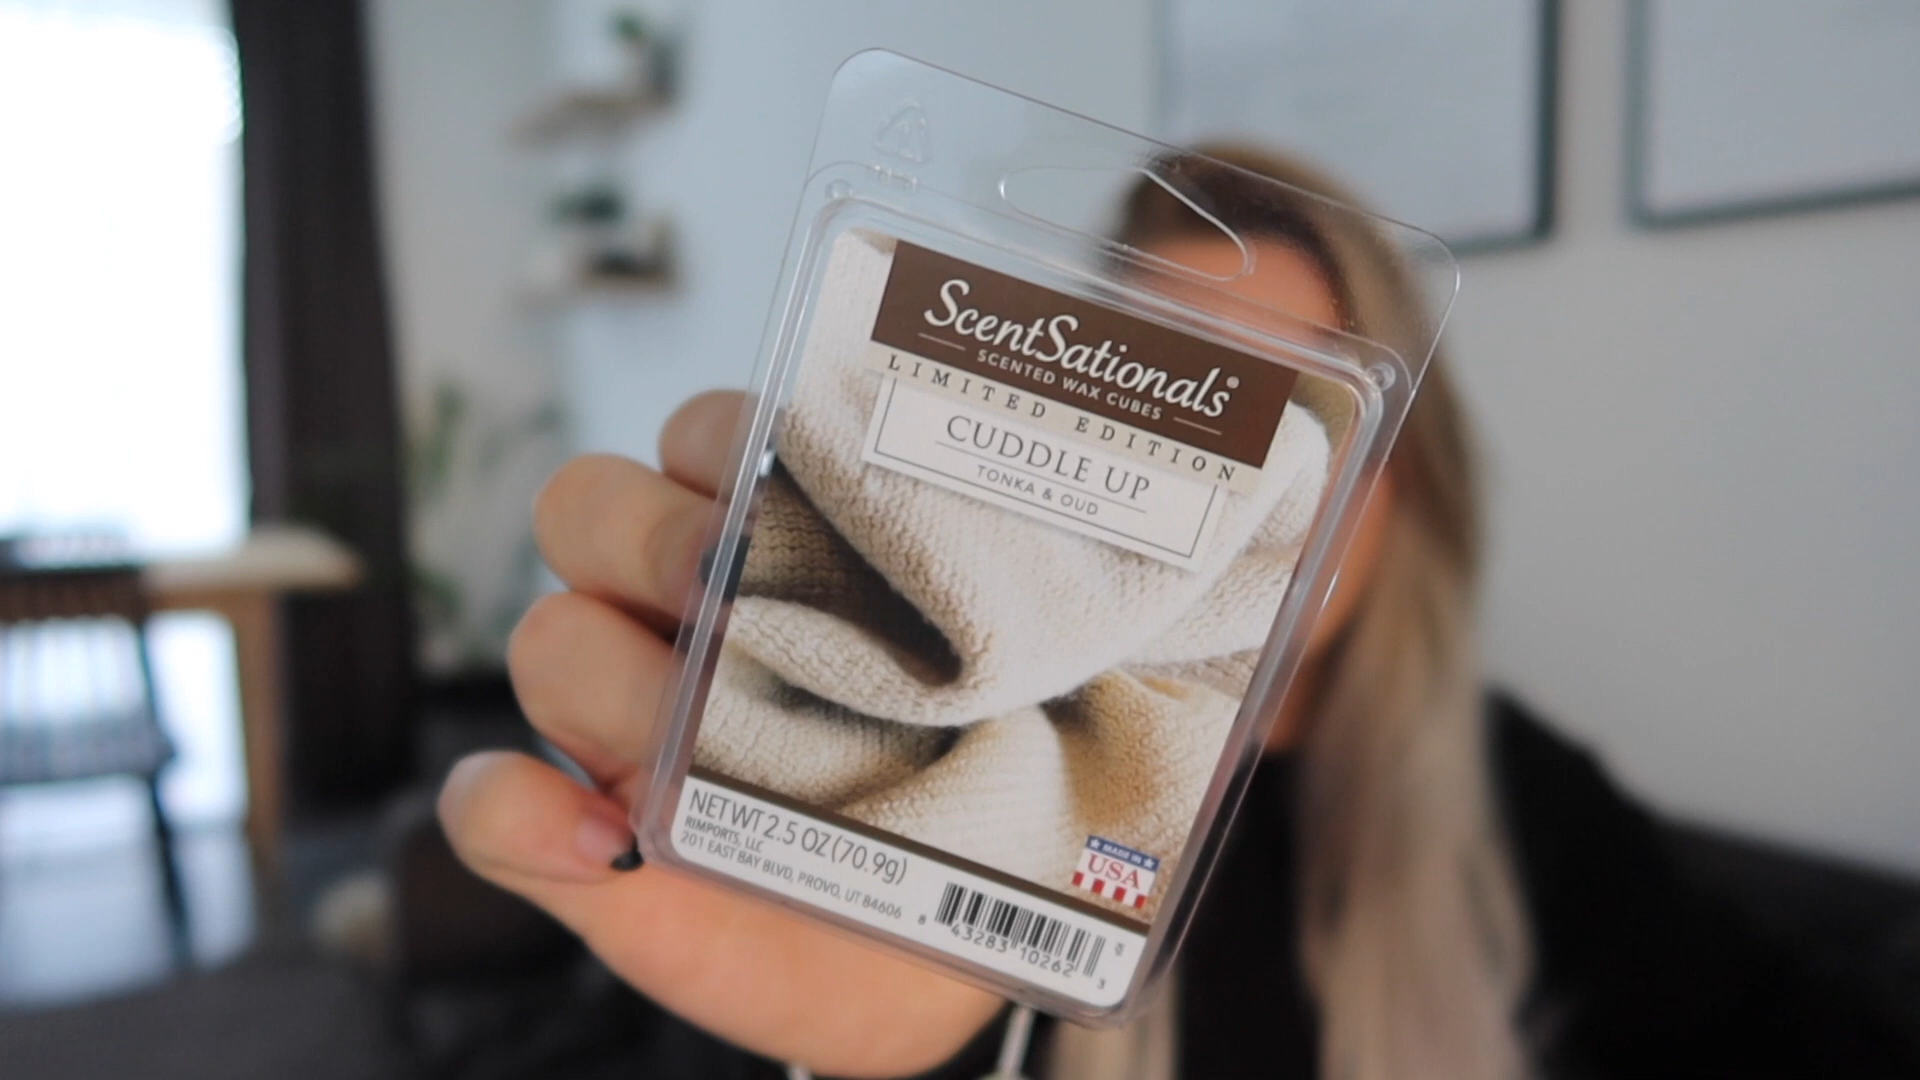 ScentSationals®
SCENTED WAX CUBES
LIMITED EDITION
CUDDLE UP
TONKA & OUD
NET WT 2.5 OZ (70.9g)
RIMPORTS, LLC
201 EAST BAY BLVD, PROVO, UT 84606
MADE IN
USA
8 43283 10262 3